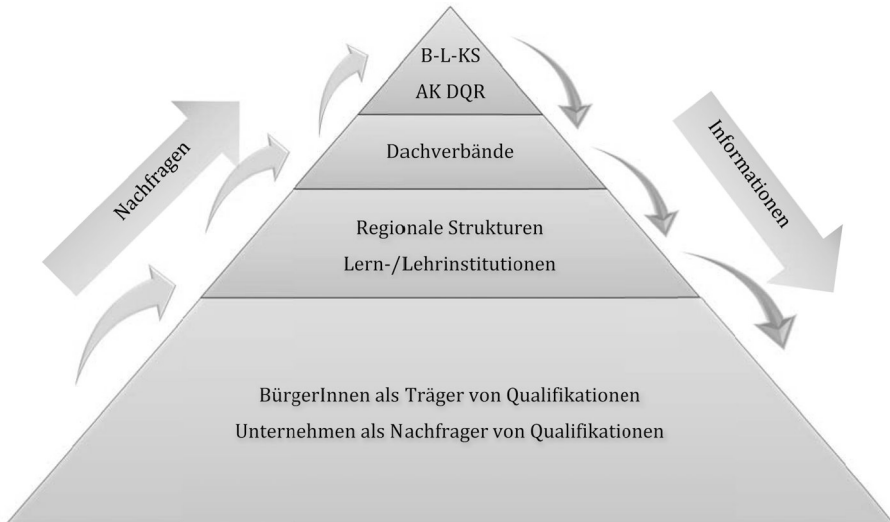 B-L-KS
AK DQR
Dachverbände
Nachfragen
Informationen
Regionale Strukturen
Lern-/Lehrinstitutionen
BürgerInnen als Träger von Qualifikationen
Unternehmen als Nachfrager von Qualifikationen